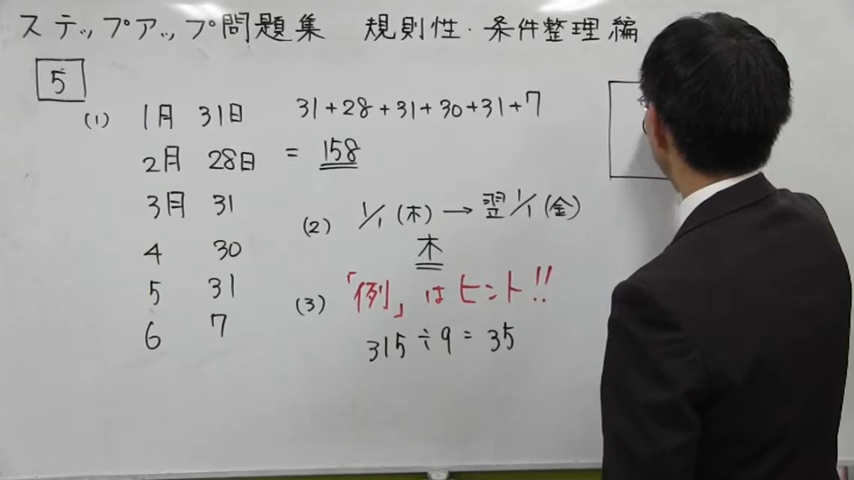 ステップアップ問題集 規則性・条件整理編
5
(1) 1月 31日 31+28+31+30+31+7
2月 28日 = 158
3月 31
4 30
5 31
6 7
(2) 1/1(木)→翌1/1(金)
木
(3) 「例」はヒント!!
315÷9=35